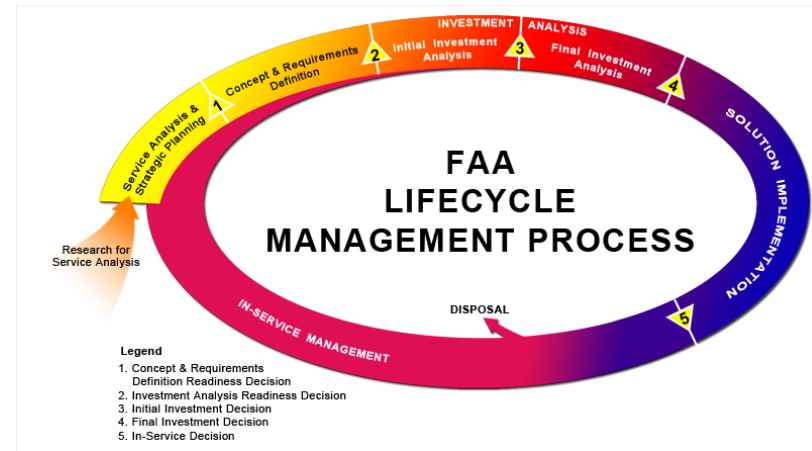 INVESTMENT ANALYSIS
Concept & Requirements
Definition
2
Initial Investment
Analysis
3
Final Investment
Analysis
4
1
Service Analysis &
Strategic Planning
SOLUTION IMPLEMENTATION
FAA
LIFECYCLE
MANAGEMENT PROCESS
Research for
Service Analysis
IN-SERVICE MANAGEMENT
DISPOSAL
5
Legend
1. Concept & Requirements
Definition Readiness Decision
2. Investment Analysis Readiness Decision
3. Initial Investment Decision
4. Final Investment Decision
5. In-Service Decision